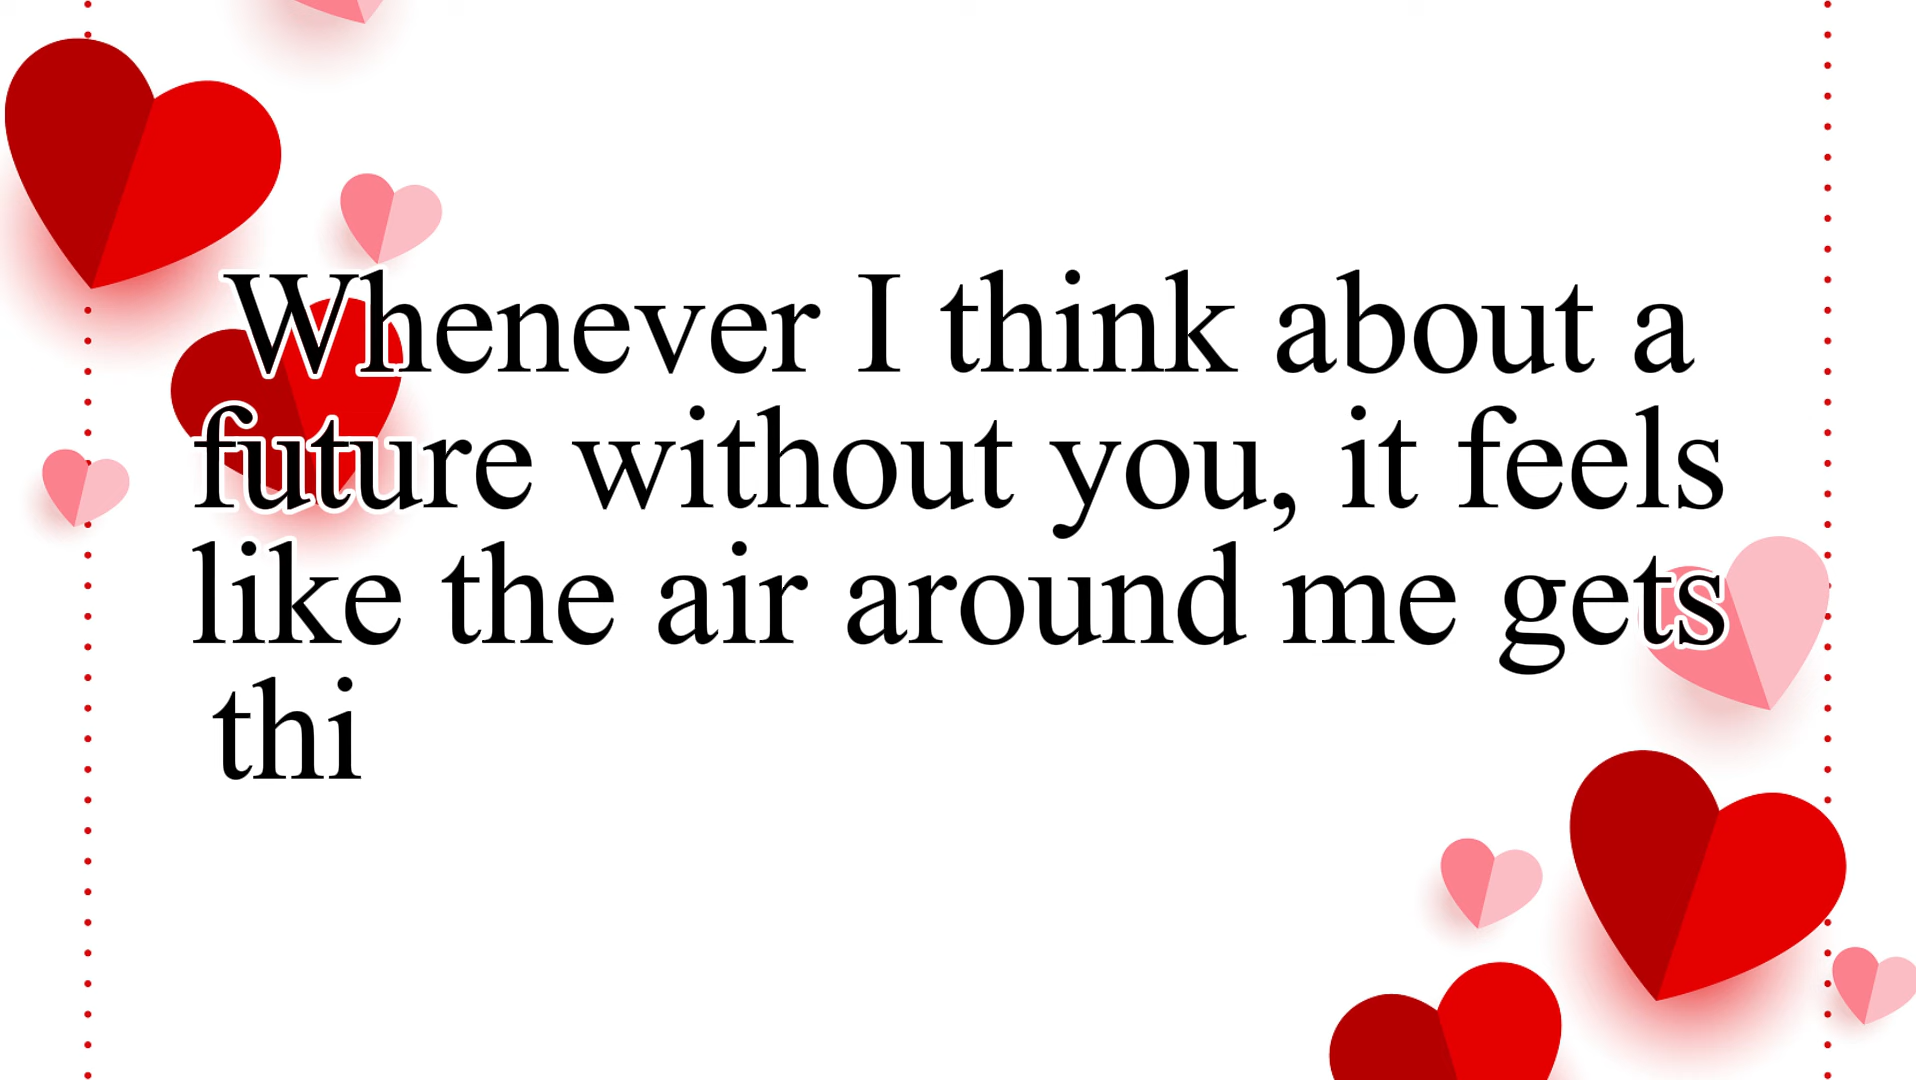 Whenever I think about a
future without you, it feels
like the air around me gets
thi